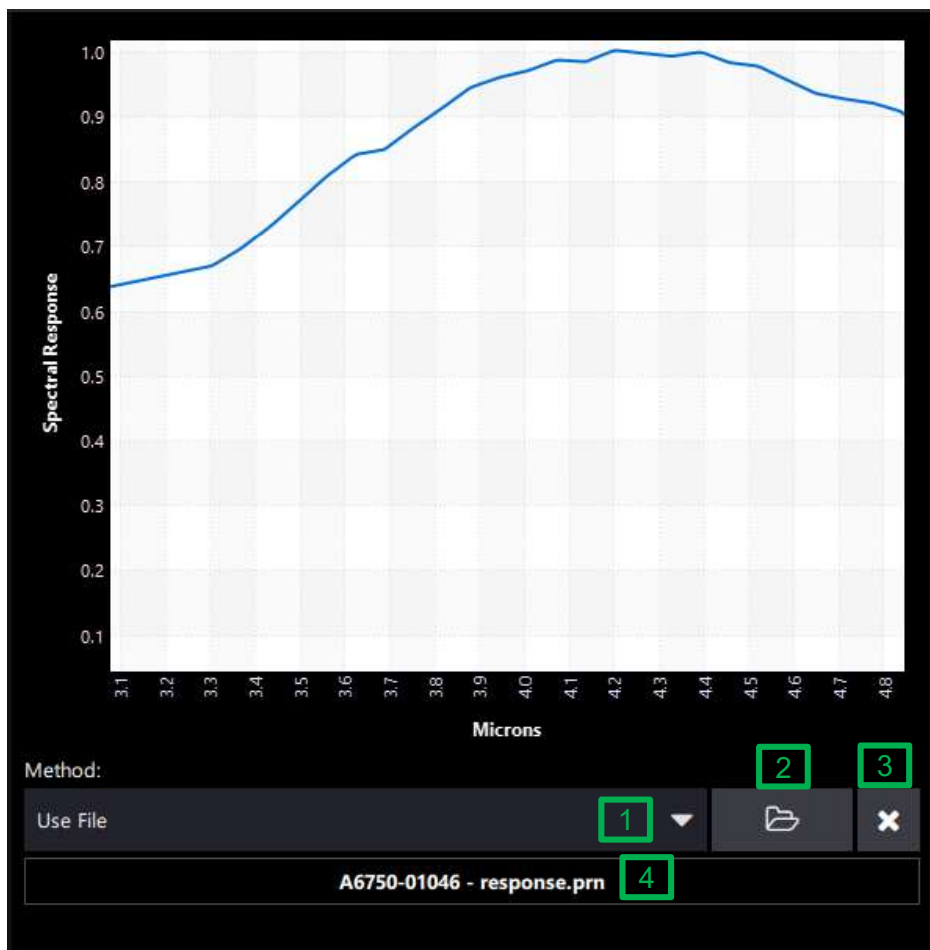 1.0
0.9
0.8
0.7
0.6
0.5
0.4
0.3
0.2
0.1
Spectral Response
3.1 3.2 3.3 3.4 3.5 3.6 3.7 3.8 3.9 4.0 4.1 4.2 4.3 4.4 4.5 4.6 4.7 4.8
Microns
Method:
2 3
Use File 1
A6750-01046 - response.prn 4